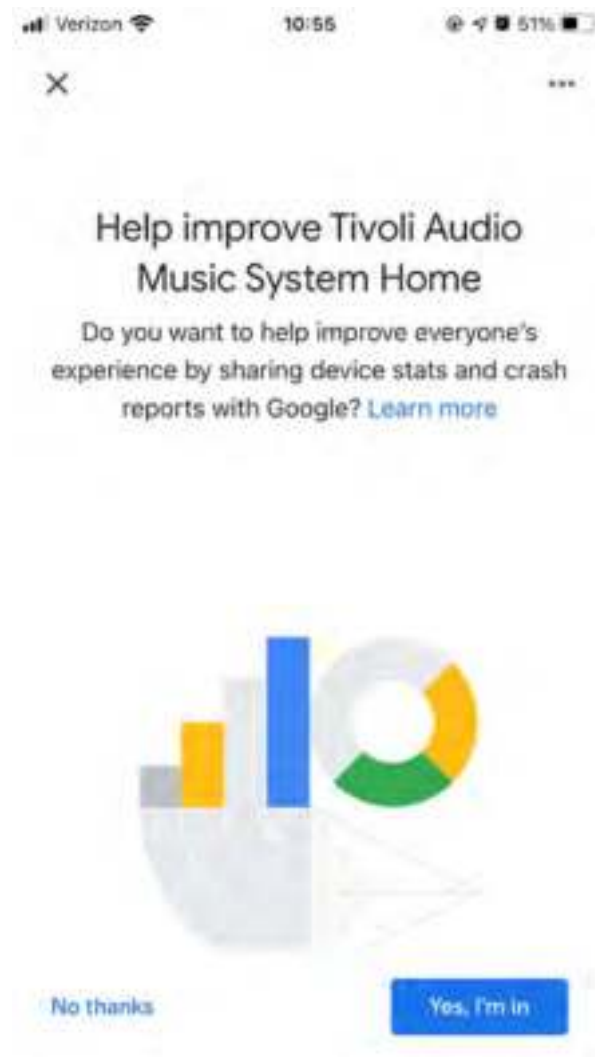 Verizon 10:55 51%
Help improve Tivoli Audio
Music System Home
Do you want to help improve everyone's
experience by sharing device stats and crash
reports with Google? Learn more
No thanks Yes, I'm in